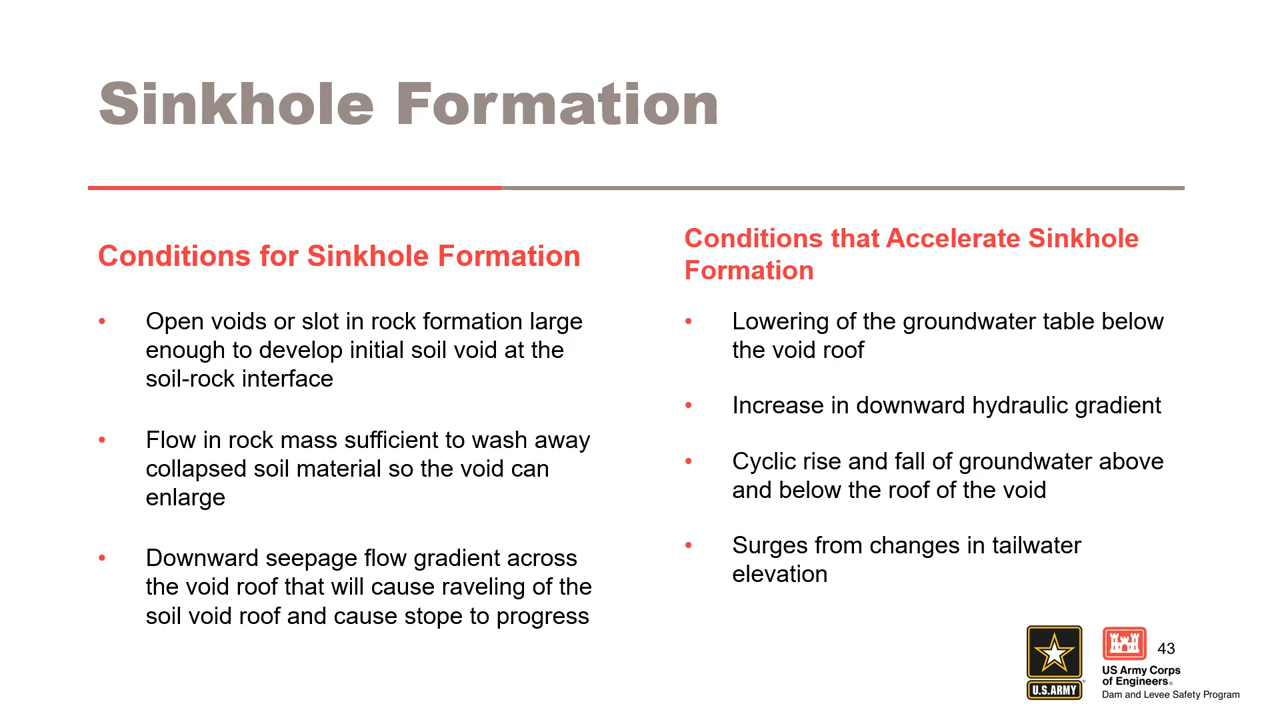 Sinkhole Formation
Conditions for Sinkhole Formation
• Open voids or slot in rock formation large
enough to develop initial soil void at the
soil-rock interface
• Flow in rock mass sufficient to wash away
collapsed soil material so the void can
enlarge
• Downward seepage flow gradient across
the void roof that will cause raveling of the
soil void roof and cause stope to progress
Conditions that Accelerate Sinkhole
Formation
• Lowering of the groundwater table below
the void roof
• Increase in downward hydraulic gradient
• Cyclic rise and fall of groundwater above
and below the roof of the void
• Surges from changes in tailwater
elevation
U.S.ARMY
43
US Army Corps
of Engineers®
Dam and Levee Safety Program